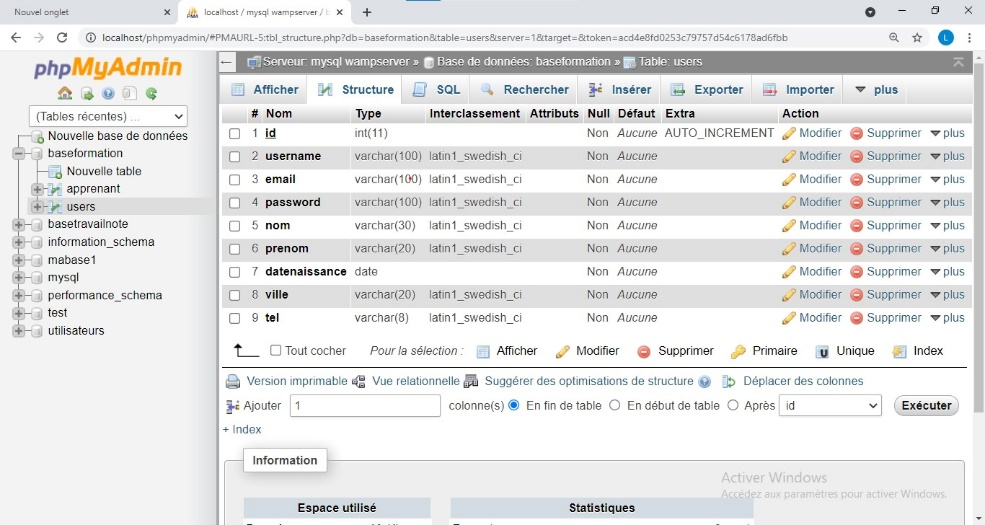 Nouvel onglet × localhost / mysql wampserver / b × +
localhost/phpmyadmin/#PMAURL-5:tbl_structure.php?db=baseformation&table=users&server=1&target=&token=acd4e8fd0253c79757d54c6178ad6fbb L
phpMyAdmin
(Tables récentes) ...
Nouvelle base de données
baseformation
Nouvelle table
apprenant
users
basetravailnote
information_schema
mabase1
mysql
performance_schema
test
utilisateurs
Serveur: mysql wampserver » Base de données: baseformation » Table: users
Afficher Structure SQL Rechercher Insérer Exporter Importer plus
# Nom Type Interclassement Attributs Null Défaut Extra Action
1 id int(11) Non Aucune AUTO_INCREMENT Modifier Supprimer plus
2 username varchar(100) latin1_swedish_ci Non Aucune Modifier Supprimer plus
3 email varchar(100) latin1_swedish_ci Non Aucune Modifier Supprimer plus
4 password varchar(100) latin1_swedish_ci Non Aucune Modifier Supprimer plus
5 nom varchar(30) latin1_swedish_ci Non Aucune Modifier Supprimer plus
6 prenom varchar(20) latin1_swedish_ci Non Aucune Modifier Supprimer plus
7 datenaissance date Non Aucune Modifier Supprimer plus
8 ville varchar(20) latin1_swedish_ci Non Aucune Modifier Supprimer plus
9 tel varchar(8) latin1_swedish_ci Non Aucune Modifier Supprimer plus
Tout cocher Pour la sélection : Afficher Modifier Supprimer Primaire Unique Index
Version imprimable Vue relationnelle Suggérer des optimisations de structure Déplacer des colonnes
Ajouter 1 colonne(s) En fin de table En début de table Après id Exécuter
+ Index
Information
Activer Windows
Accédez aux paramètres pour activer Windows.
Espace utilisé Statistiques